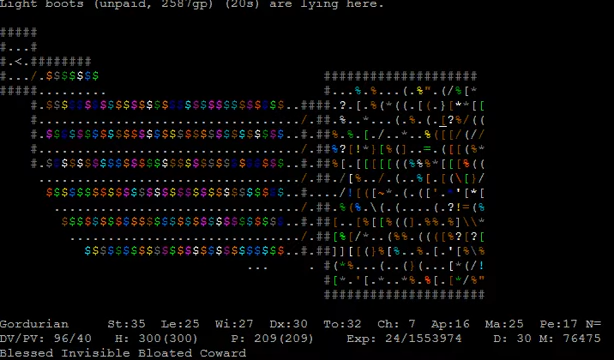 Light boots (unpaid, 2587gp) (20s) are lying here.
Gordurian St:35 Le:25 Wi:27 Dx:30 To:32 Ch: 7 Ap:16 Ma:25 Pe:17 N=
DV/PV: 96/40 H: 300(300) P: 209(209) Exp: 24/1553974 D: 30 M: 76475
Blessed Invisible Bloated Coward